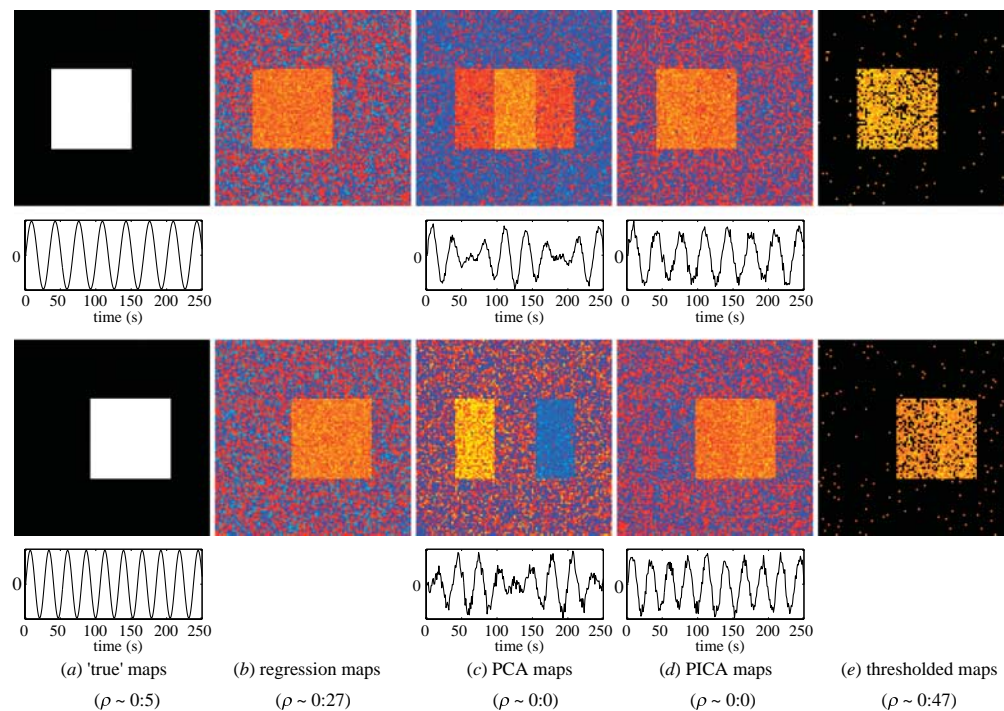 0
0
0
0 50 100 150 200 250
0 50 100 150 200 250
0 50 100 150 200 250
time (s)
time (s)
time (s)
0
0
0
0 50 100 150 200 250
0 50 100 150 200 250
0 50 100 150 200 250
time (s)
time (s)
time (s)
(a) 'true' maps
(b) regression maps
(c) PCA maps
(d) PICA maps
(e) thresholded maps
(ρ ~ 0:5)
(ρ ~ 0:27)
(ρ ~ 0:0)
(ρ ~ 0:0)
(ρ ~ 0:47)